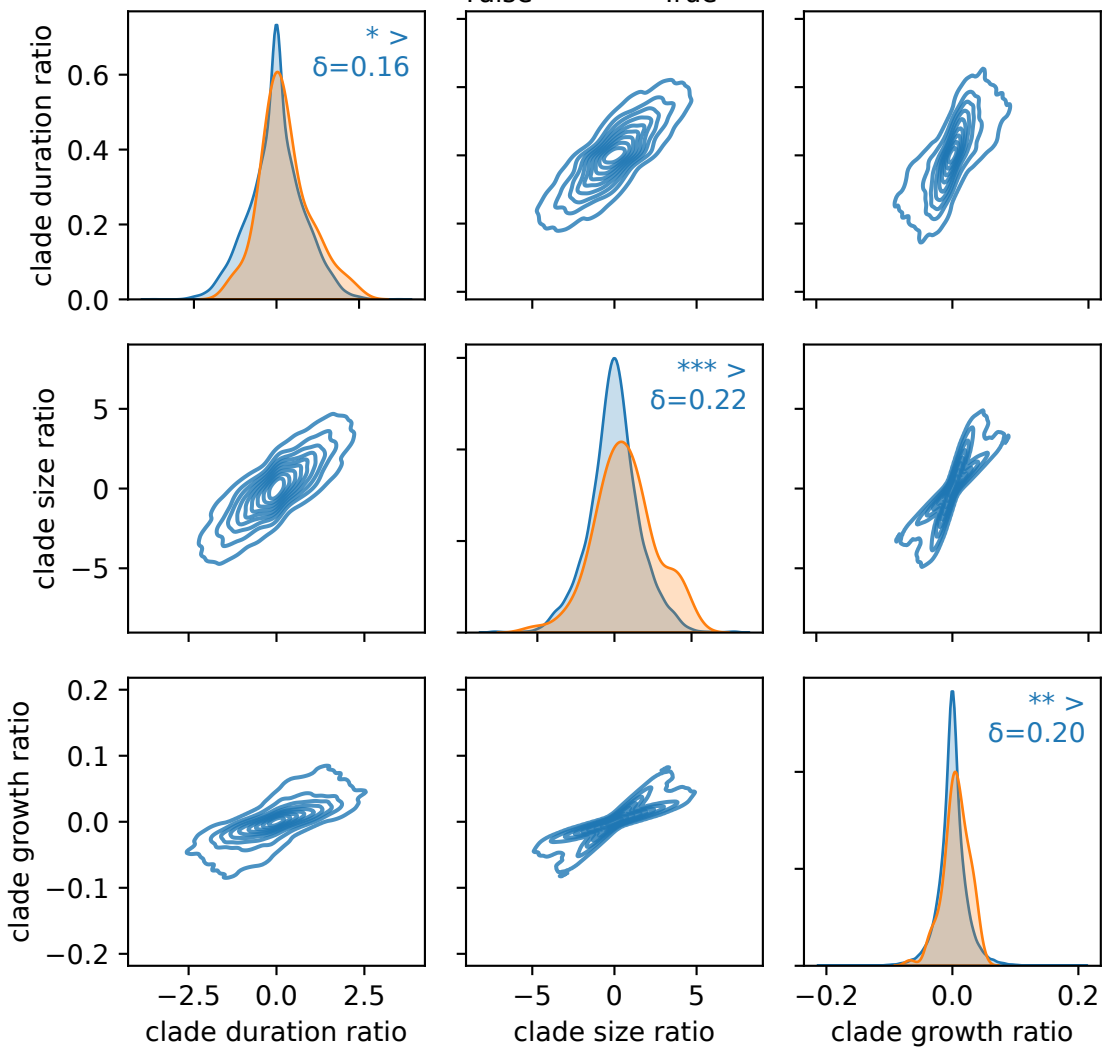 False True
clade duration ratio
0.6
0.4
0.2
0.0
* >
δ=0.16
clade size ratio
5
0
−5
*** >
δ=0.22
clade growth ratio
0.2
0.1
0.0
−0.1
−0.2
** >
δ=0.20
−2.5 0.0 2.5
−5 0 5
−0.2 0.0 0.2
clade duration ratio
clade size ratio
clade growth ratio